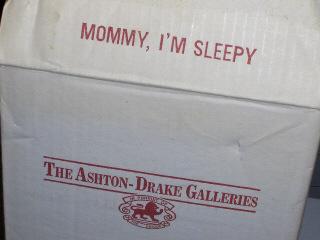 MOMMY, I'M SLEEPY
THE ASHTON-DRAKE GALLERIES